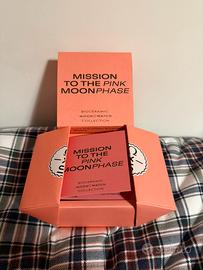 MISSION
TO THE PINK
MOONPHASE
BIOCERAMIC
MOONSWATCH
COLLECTION
MISSION
TO THE
PINK
MOONPHASE
BIOCERAMIC
MOONSWATCH
COLLECTION